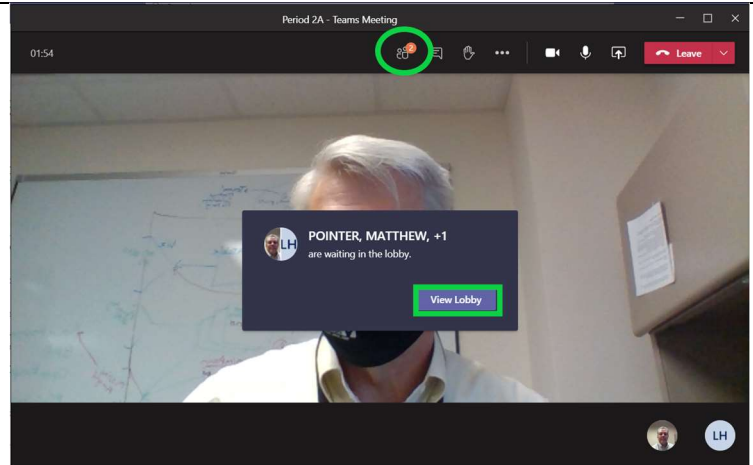 Period 2A - Teams Meeting
01:54
2
Leave
LH
POINTER, MATTHEW, +1
are waiting in the lobby.
View Lobby
LH